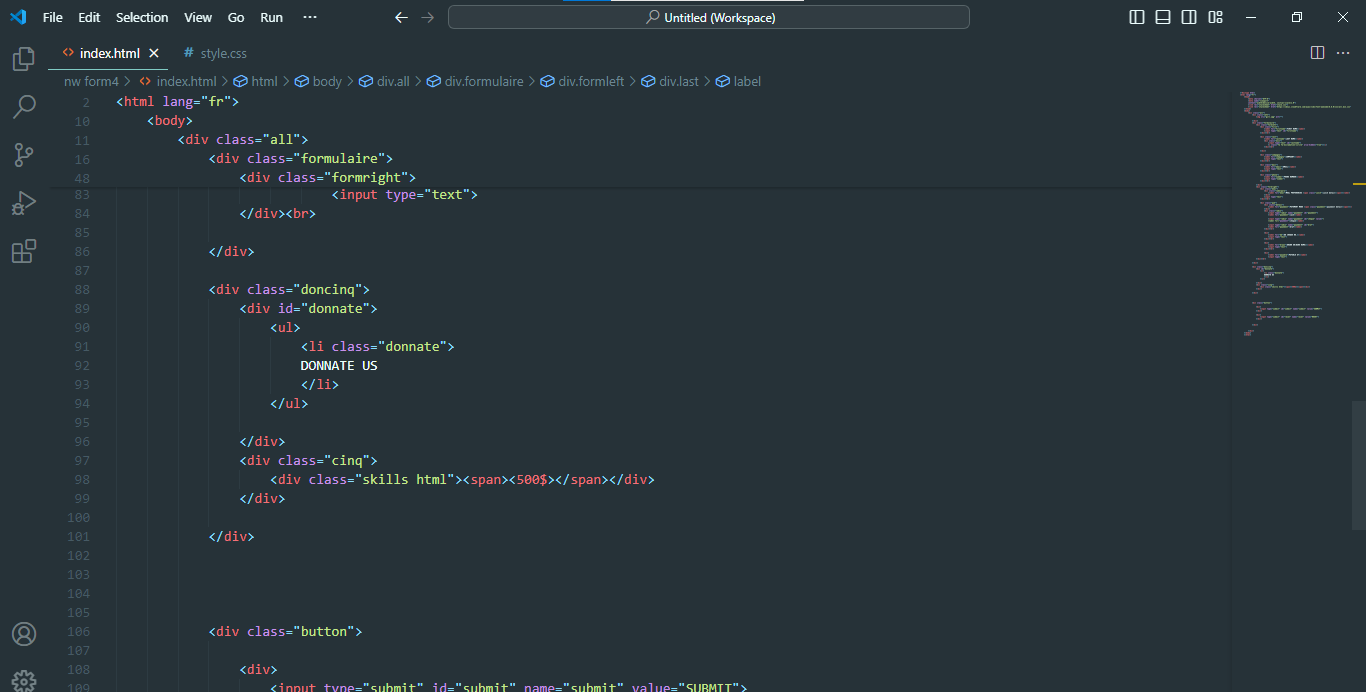 File Edit Selection View Go Run ··· Untitled (Workspace)
index.html style.css
nw form4 > index.html > html > body > div.all > div.formulaire > div.formleft > div.last > label
2 <html lang="fr">
10 <body>
11 <div class="all">
16 <div class="formulaire">
48 <div class="formright">
83 <input type="text">
84 </div><br>
85
86 </div>
87
88 <div class="doncinq">
89 <div id="donnate">
90 <ul>
91 <li class="donnate">
92 DONNATE US
93 </li>
94 </ul>
95
96 </div>
97 <div class="cinq">
98 <div class="skills html"><span><500$></span></div>
99 </div>
100
101 </div>
102
103
104
105
106 <div class="button">
107
108 <div>
109 <input type="submit" id="submit" name="submit" value="SUBMIT">